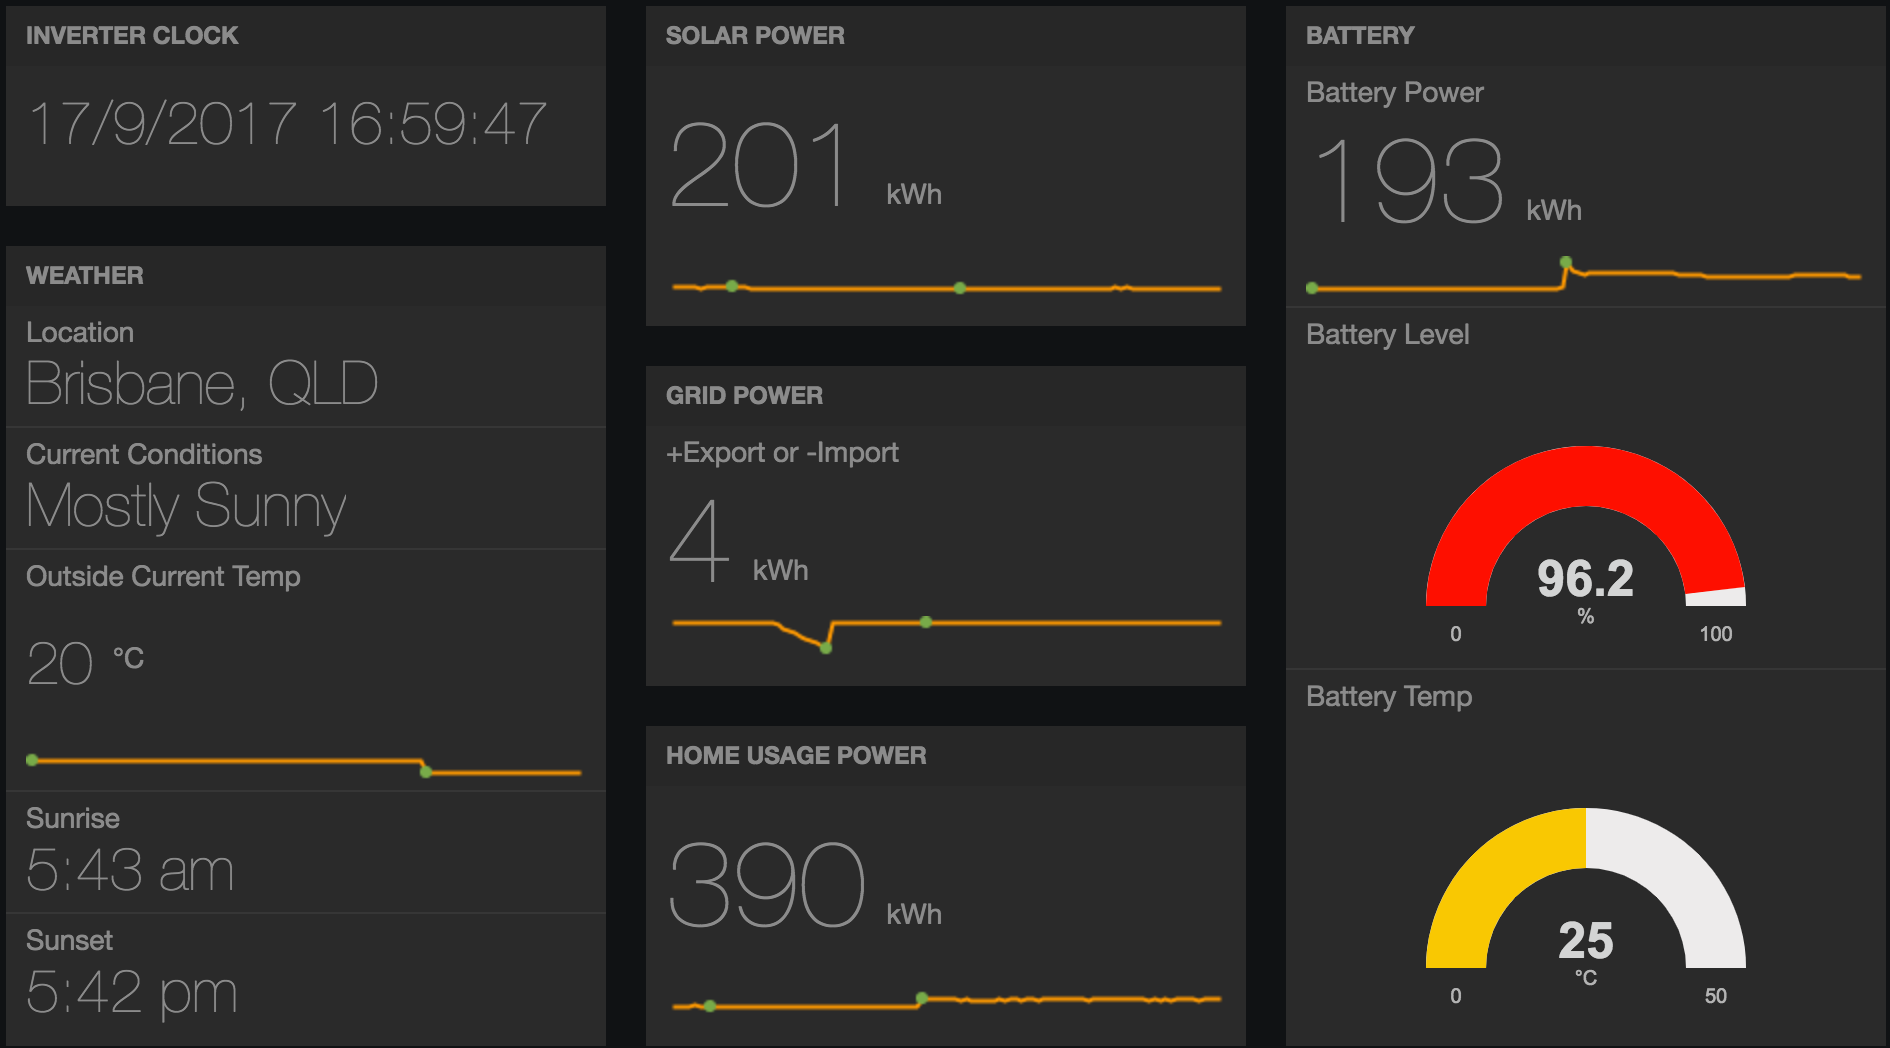 INVERTER CLOCK
17/9/2017 16:59:47
WEATHER
Location
Brisbane, QLD
Current Conditions
Mostly Sunny
Outside Current Temp
20 °C
Sunrise
5:43 am
Sunset
5:42 pm
SOLAR POWER
201 kWh
GRID POWER
+Export or -Import
4 kWh
HOME USAGE POWER
390 kWh
BATTERY
Battery Power
193 kWh
Battery Level
96.2
%
0 100
Battery Temp
25
°C
0 50